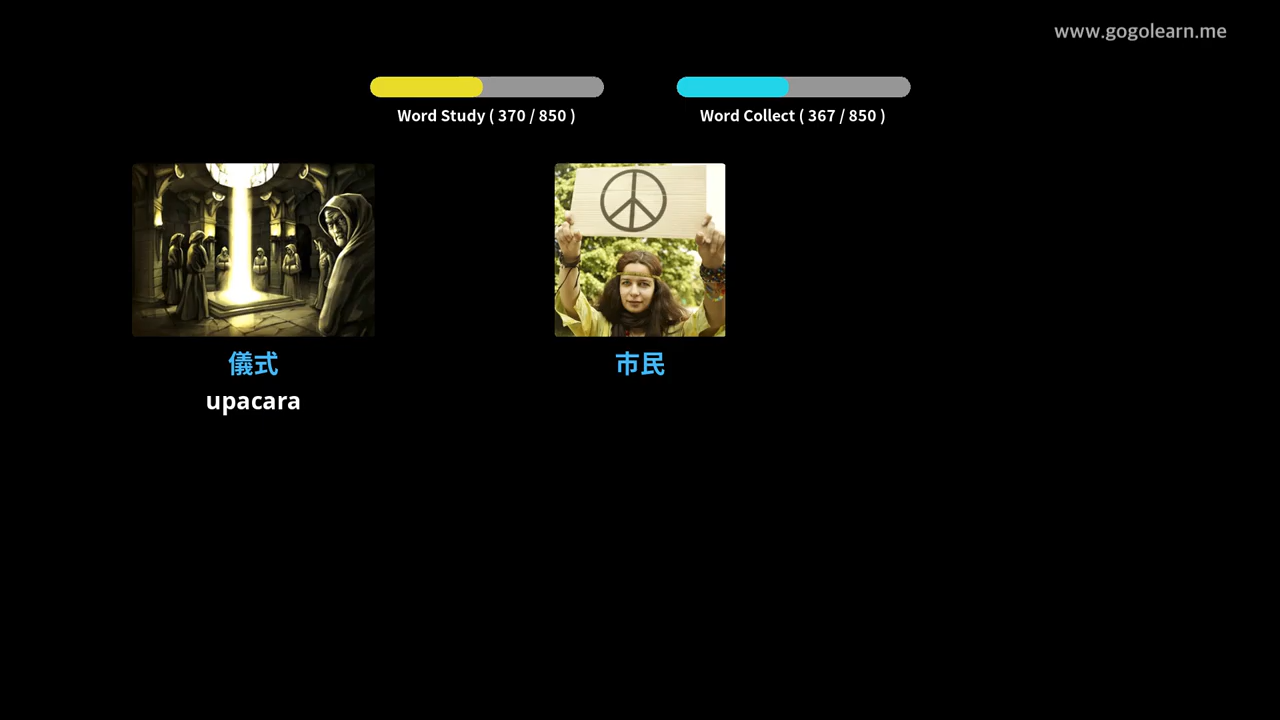 www.gogolearn.me
Word Study ( 370 / 850 )
Word Collect ( 367 / 850 )
儀式
市民
upacara